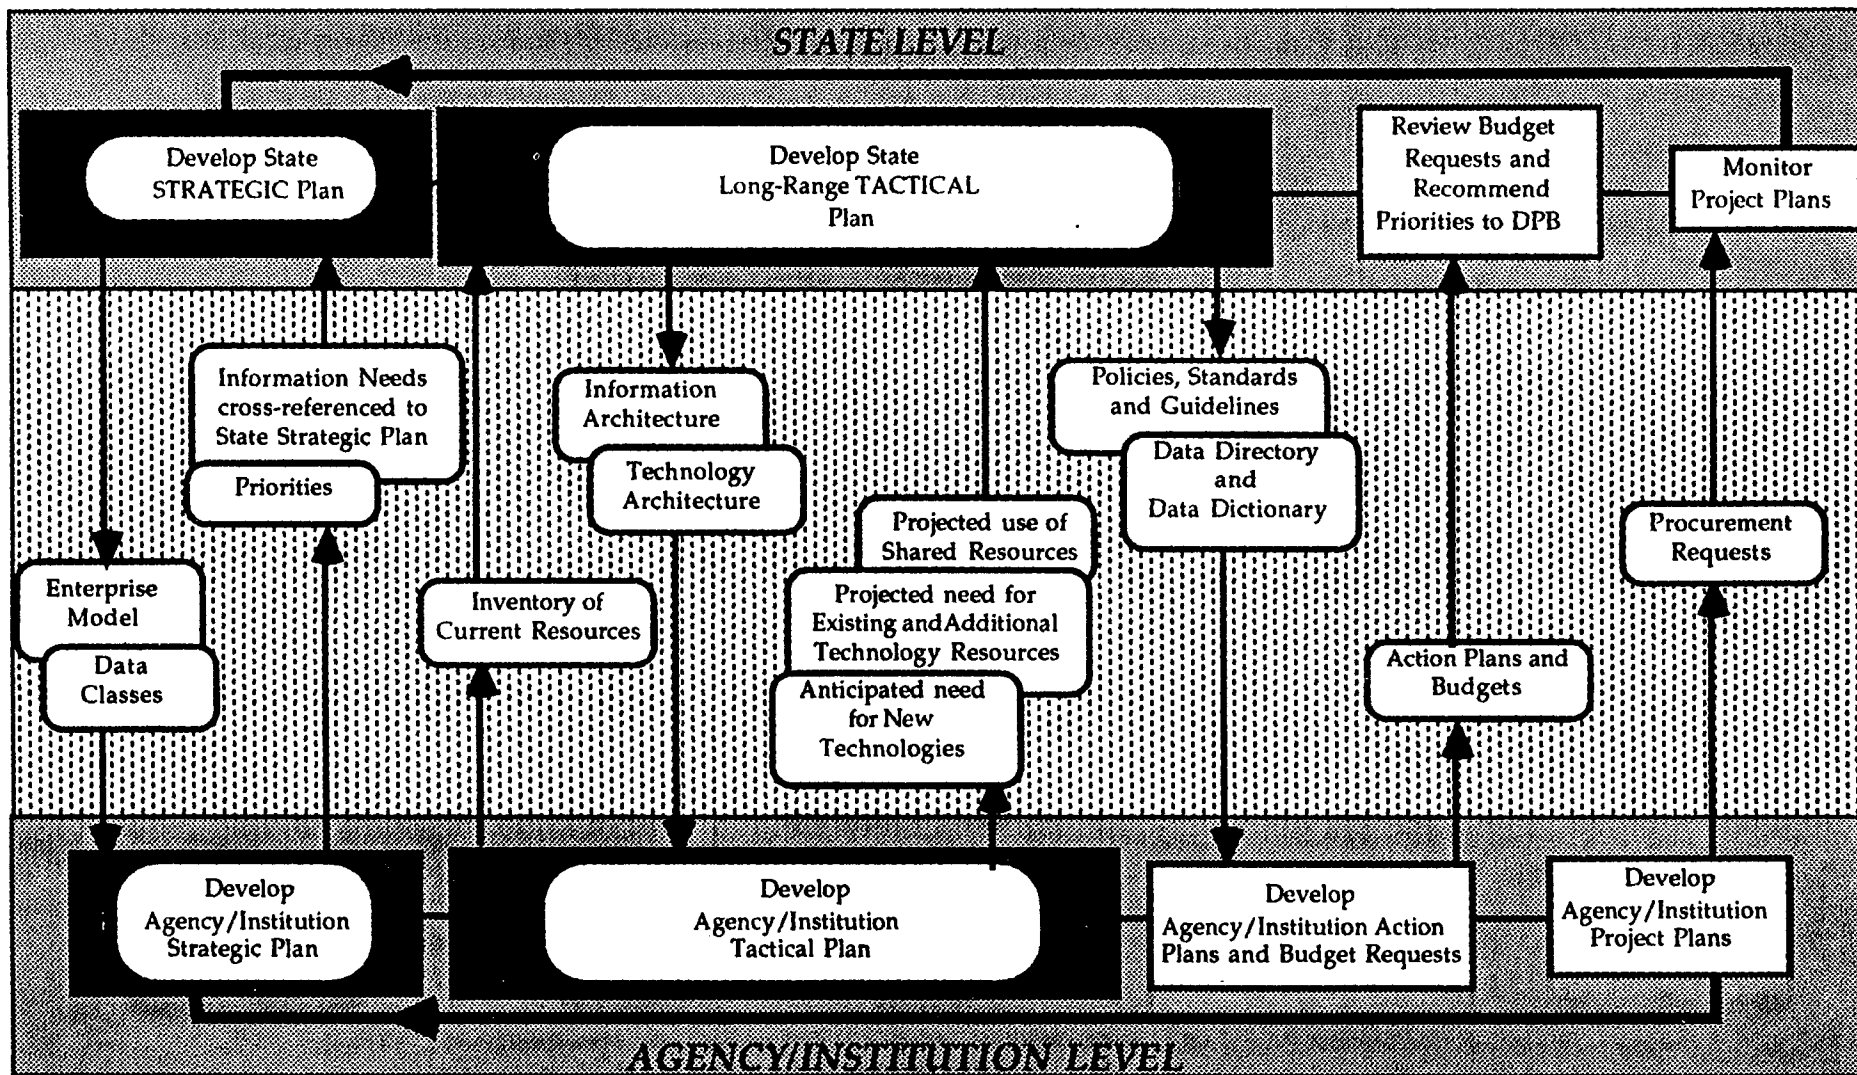 STATE LEVEL
Develop State
STRATEGIC Plan
Develop State
Long-Range TACTICAL
Plan
Review Budget
Requests and
Recommend
Priorities to DPB
Monitor
Project Plans
Information Needs
cross-referenced to
State Strategic Plan
Priorities
Enterprise
Model
Data
Classes
Inventory of
Current Resources
Information
Architecture
Technology
Architecture
Projected use of
Shared Resources
Projected need for
Existing and Additional
Technology Resources
Anticipated need
for New
Technologies
Policies, Standards
and Guidelines
Data Directory
and
Data Dictionary
Action Plans and
Budgets
Procurement
Requests
Develop
Agency/Institution
Strategic Plan
Develop
Agency/Institution
Tactical Plan
Develop
Agency/Institution Action
Plans and Budget Requests
Develop
Agency/Institution
Project Plans
AGENCY/INSTITUTION LEVEL